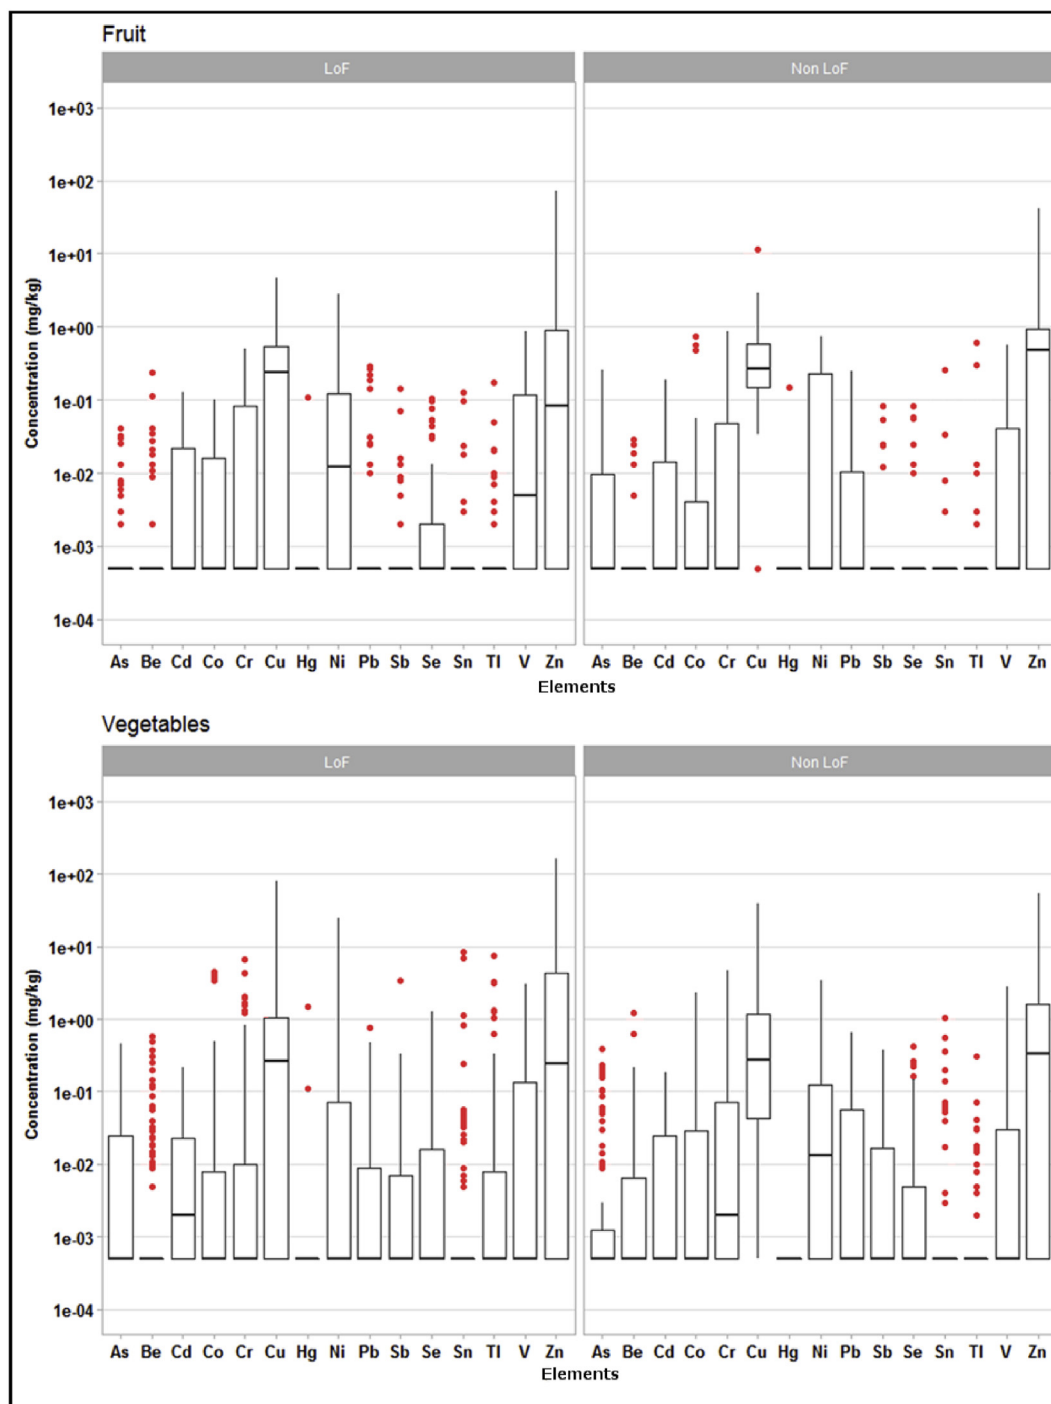 Fruit
LoF
Non LoF
Concentration (mg/kg)
1e+03
1e+02
1e+01
1e+00
1e-01
1e-02
1e-03
1e-04
As Be Cd Co Cr Cu Hg Ni Pb Sb Se Sn Tl V Zn
As Be Cd Co Cr Cu Hg Ni Pb Sb Se Sn Tl V Zn
Elements
Vegetables
LoF
Non LoF
Concentration (mg/kg)
1e+03
1e+02
1e+01
1e+00
1e-01
1e-02
1e-03
1e-04
As Be Cd Co Cr Cu Hg Ni Pb Sb Se Sn Tl V Zn
As Be Cd Co Cr Cu Hg Ni Pb Sb Se Sn Tl V Zn
Elements